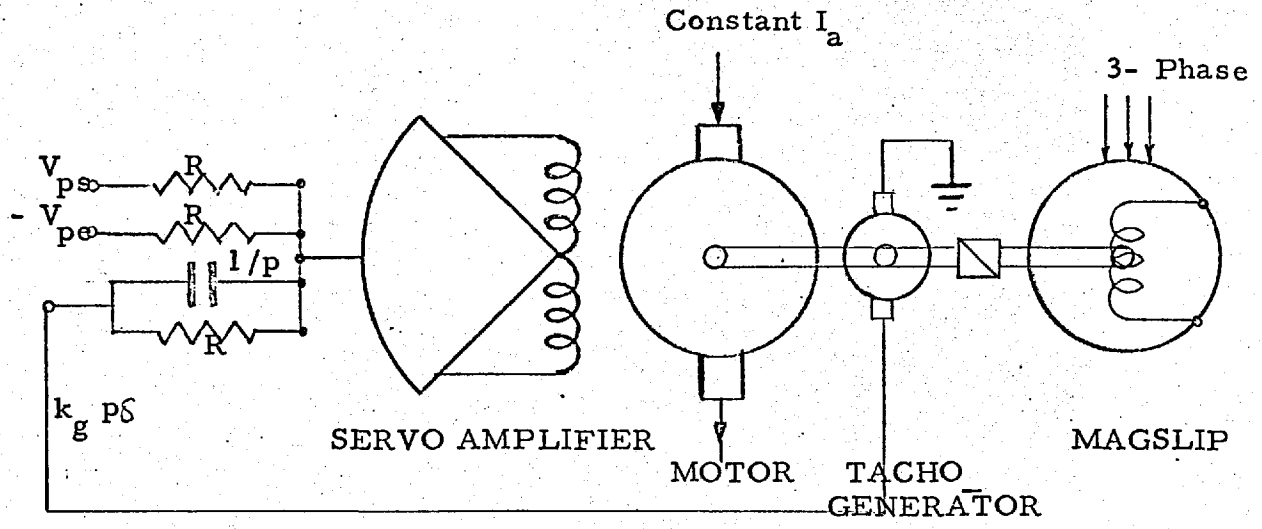 Constant I_a
3- Phase
V_ps
R
- V_pe
R
1/p
R
k_g pδ
SERVO AMPLIFIER
MOTOR
TACHO-
GENERATOR
MAGSLIP